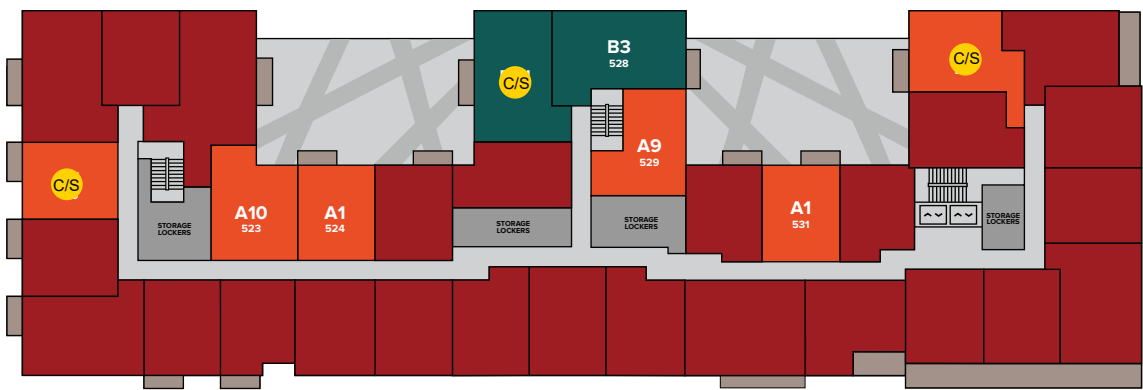 B3
528
C/S
C/S
A9
529
C/S
A10
523
A1
524
A1
531
STORAGE
LOCKERS
STORAGE
LOCKERS
STORAGE
LOCKERS
STORAGE
LOCKERS